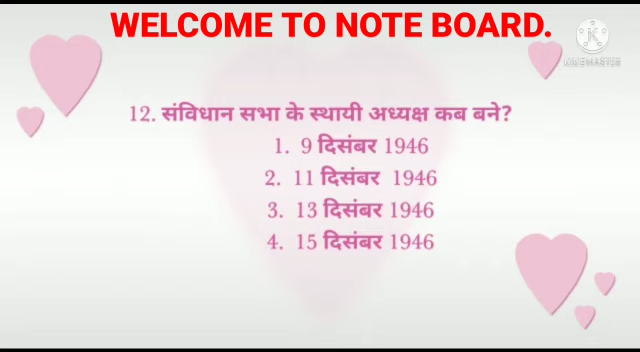 WELCOME TO NOTE BOARD.
K
KINEMASTER
12. संविधान सभा के स्थायी अध्यक्ष कब बने?
1. 9 दिसंबर 1946
2. 11 दिसंबर 1946
3. 13 दिसंबर 1946
4. 15 दिसंबर 1946